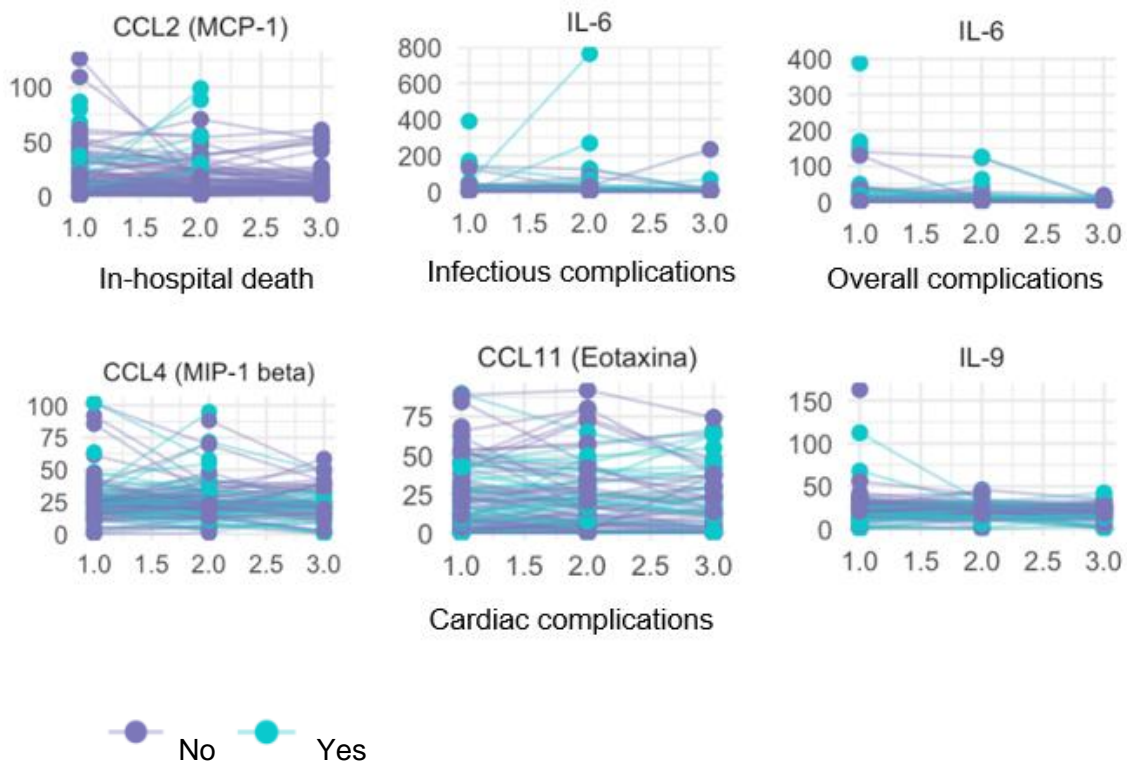 CCL2 (MCP-1)
100
50
0
1.0 1.5 2.0 2.5 3.0
In-hospital death
IL-6
800
600
400
200
0
1.0 1.5 2.0 2.5 3.0
Infectious complications
IL-6
400
300
200
100
0
1.0 1.5 2.0 2.5 3.0
Overall complications
CCL4 (MIP-1 beta)
100
75
50
25
0
1.0 1.5 2.0 2.5 3.0
CCL11 (Eotaxina)
75
50
25
0
1.0 1.5 2.0 2.5 3.0
IL-9
150
100
50
0
1.0 1.5 2.0 2.5 3.0
Cardiac complications
No Yes